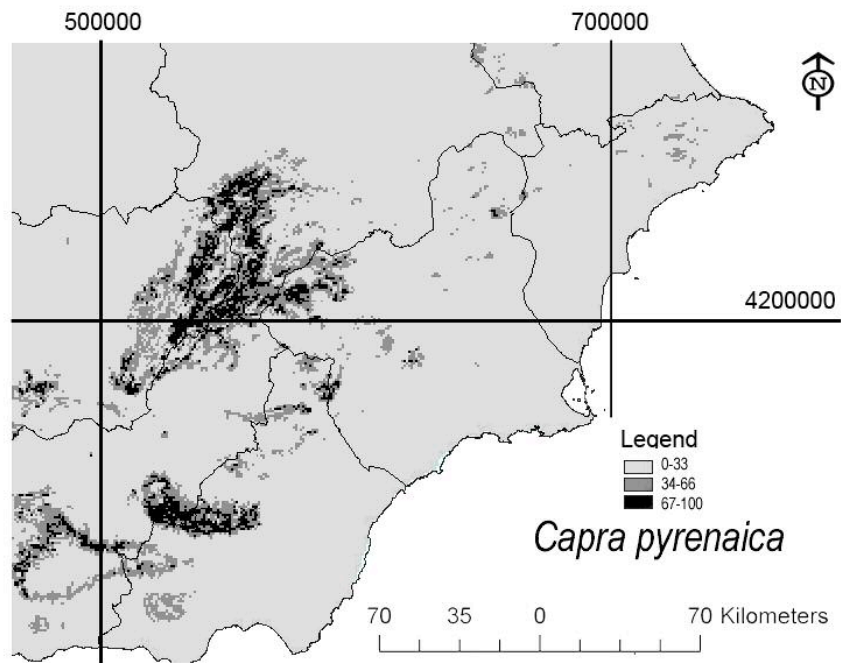 500000 700000
N
4200000
Legend
0-33
34-66
67-100
Capra pyrenaica
70 35 0 70 Kilometers